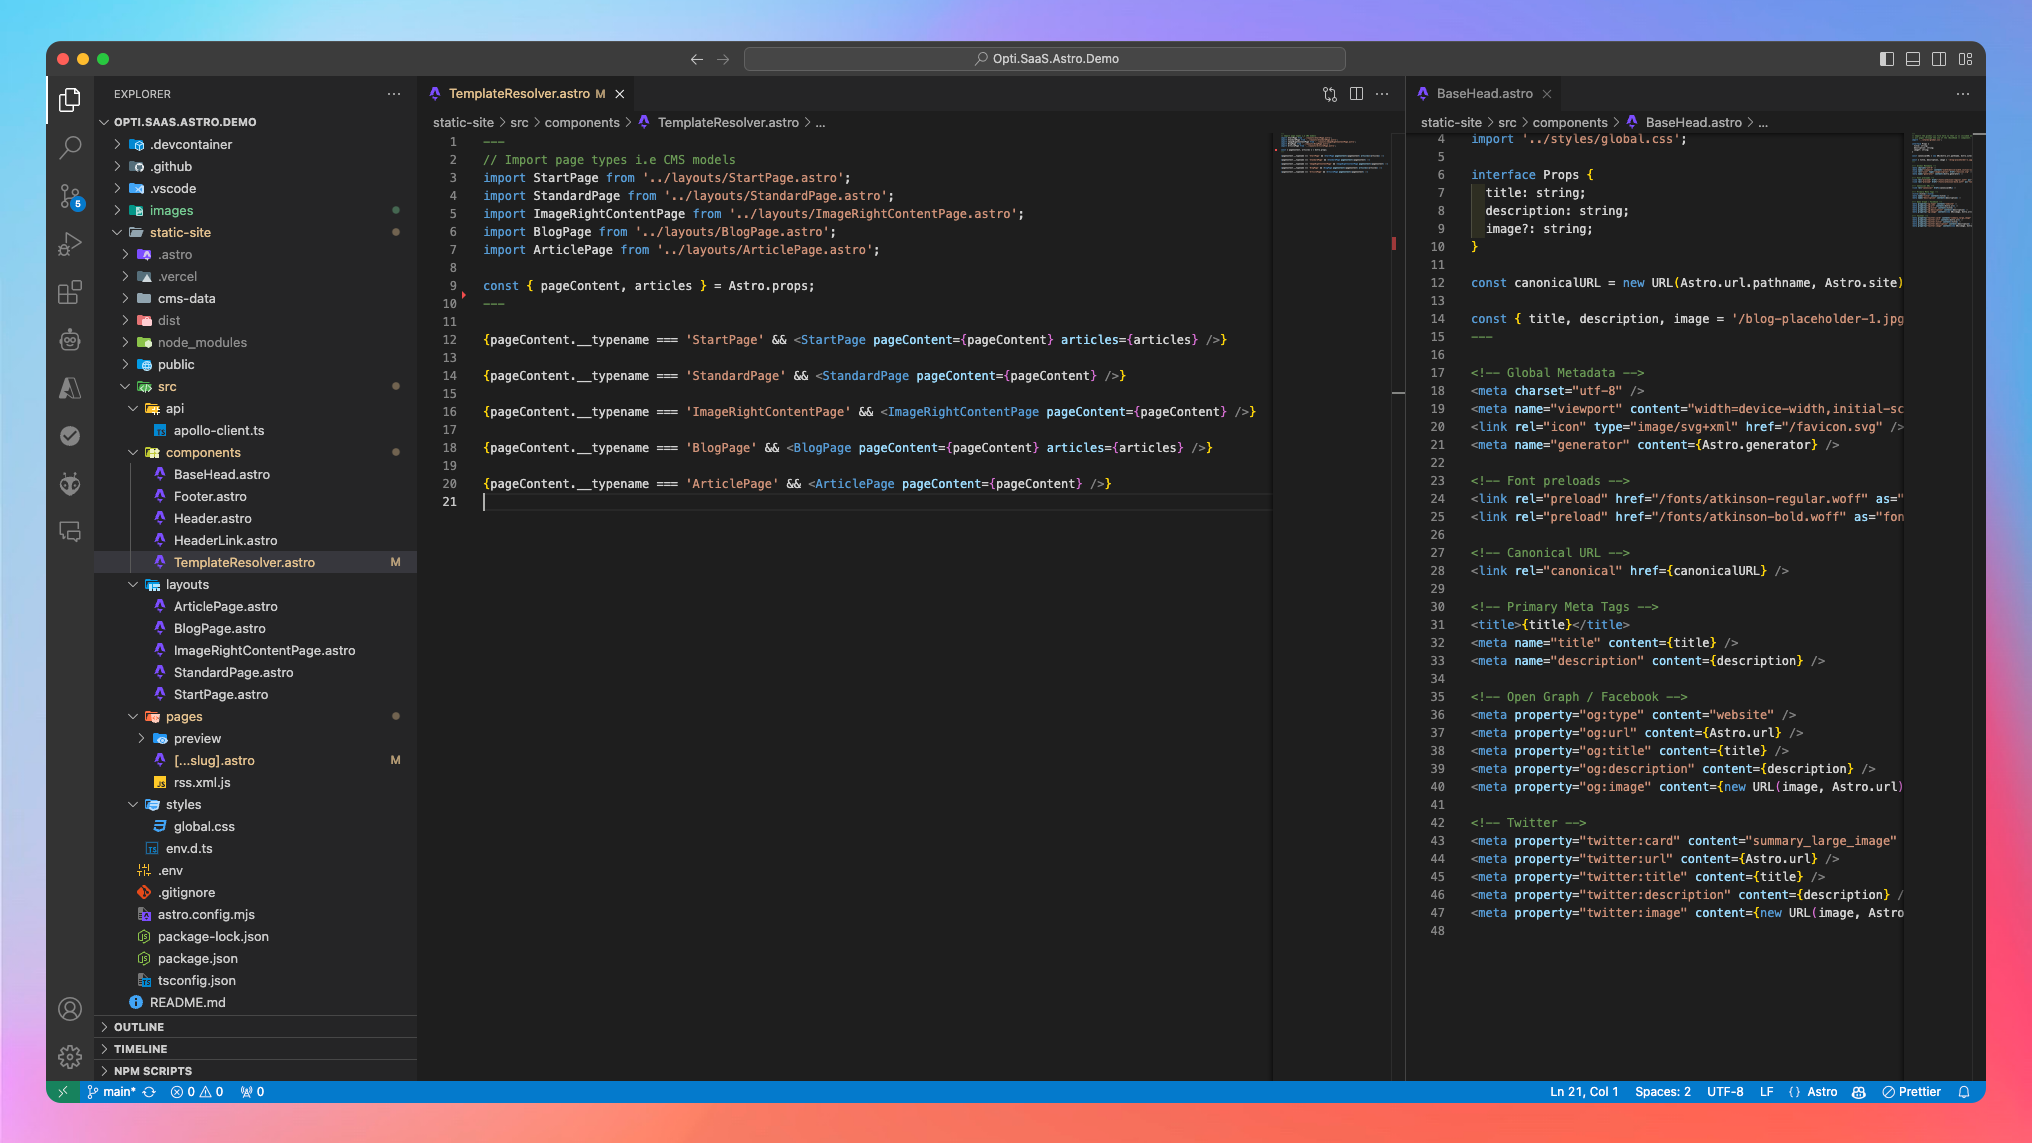 Opti.SaaS.Astro.Demo
EXPLORER
OPTI.SAAS.ASTRO.DEMO
.devcontainer
.github
.vscode
images
static-site
.astro
.vercel
cms-data
dist
node_modules
public
src
api
apollo-client.ts
components
BaseHead.astro
Footer.astro
Header.astro
HeaderLink.astro
TemplateResolver.astro M
layouts
ArticlePage.astro
BlogPage.astro
ImageRightContentPage.astro
StandardPage.astro
StartPage.astro
pages
preview
[...slug].astro M
rss.xml.js
styles
global.css
env.d.ts
.env
.gitignore
astro.config.mjs
package-lock.json
package.json
tsconfig.json
README.md
OUTLINE
TIMELINE
NPM SCRIPTS
5
TemplateResolver.astro M
static-site > src > components > TemplateResolver.astro > ...
1 ---
2 // Import page types i.e CMS models
3 import StartPage from '../layouts/StartPage.astro';
4 import StandardPage from '../layouts/StandardPage.astro';
5 import ImageRightContentPage from '../layouts/ImageRightContentPage.astro';
6 import BlogPage from '../layouts/BlogPage.astro';
7 import ArticlePage from '../layouts/ArticlePage.astro';
8
9 const { pageContent, articles } = Astro.props;
10 ---
11
12 {pageContent.__typename === 'StartPage' && <StartPage pageContent={pageContent} articles={articles} />}
13
14 {pageContent.__typename === 'StandardPage' && <StandardPage pageContent={pageContent} />}
15
16 {pageContent.__typename === 'ImageRightContentPage' && <ImageRightContentPage pageContent={pageContent} />}
17
18 {pageContent.__typename === 'BlogPage' && <BlogPage pageContent={pageContent} articles={articles} />}
19
20 {pageContent.__typename === 'ArticlePage' && <ArticlePage pageContent={pageContent} />}
21
BaseHead.astro
static-site > src > components > BaseHead.astro > ...
4 import '../styles/global.css';
5
6 interface Props {
7 title: string;
8 description: string;
9 image?: string;
10 }
11
12 const canonicalURL = new URL(Astro.url.pathname, Astro.site)
13
14 const { title, description, image = '/blog-placeholder-1.jpg
15 ---
16
17 <!-- Global Metadata -->
18 <meta charset="utf-8" />
19 <meta name="viewport" content="width=device-width,initial-sc
20 <link rel="icon" type="image/svg+xml" href="/favicon.svg" />
21 <meta name="generator" content={Astro.generator} />
22
23 <!-- Font preloads -->
24 <link rel="preload" href="/fonts/atkinson-regular.woff" as="
25 <link rel="preload" href="/fonts/atkinson-bold.woff" as="fon
26
27 <!-- Canonical URL -->
28 <link rel="canonical" href={canonicalURL} />
29
30 <!-- Primary Meta Tags -->
31 <title>{title}</title>
32 <meta name="title" content={title} />
33 <meta name="description" content={description} />
34
35 <!-- Open Graph / Facebook -->
36 <meta property="og:type" content="website" />
37 <meta property="og:url" content={Astro.url} />
38 <meta property="og:title" content={title} />
39 <meta property="og:description" content={description} />
40 <meta property="og:image" content={new URL(image, Astro.url)
41
42 <!-- Twitter -->
43 <meta property="twitter:card" content="summary_large_image"
44 <meta property="twitter:url" content={Astro.url} />
45 <meta property="twitter:title" content={title} />
46 <meta property="twitter:description" content={description} /
47 <meta property="twitter:image" content={new URL(image, Astro
48
main* 0 0 0
Ln 21, Col 1 Spaces: 2 UTF-8 LF {} Astro Prettier